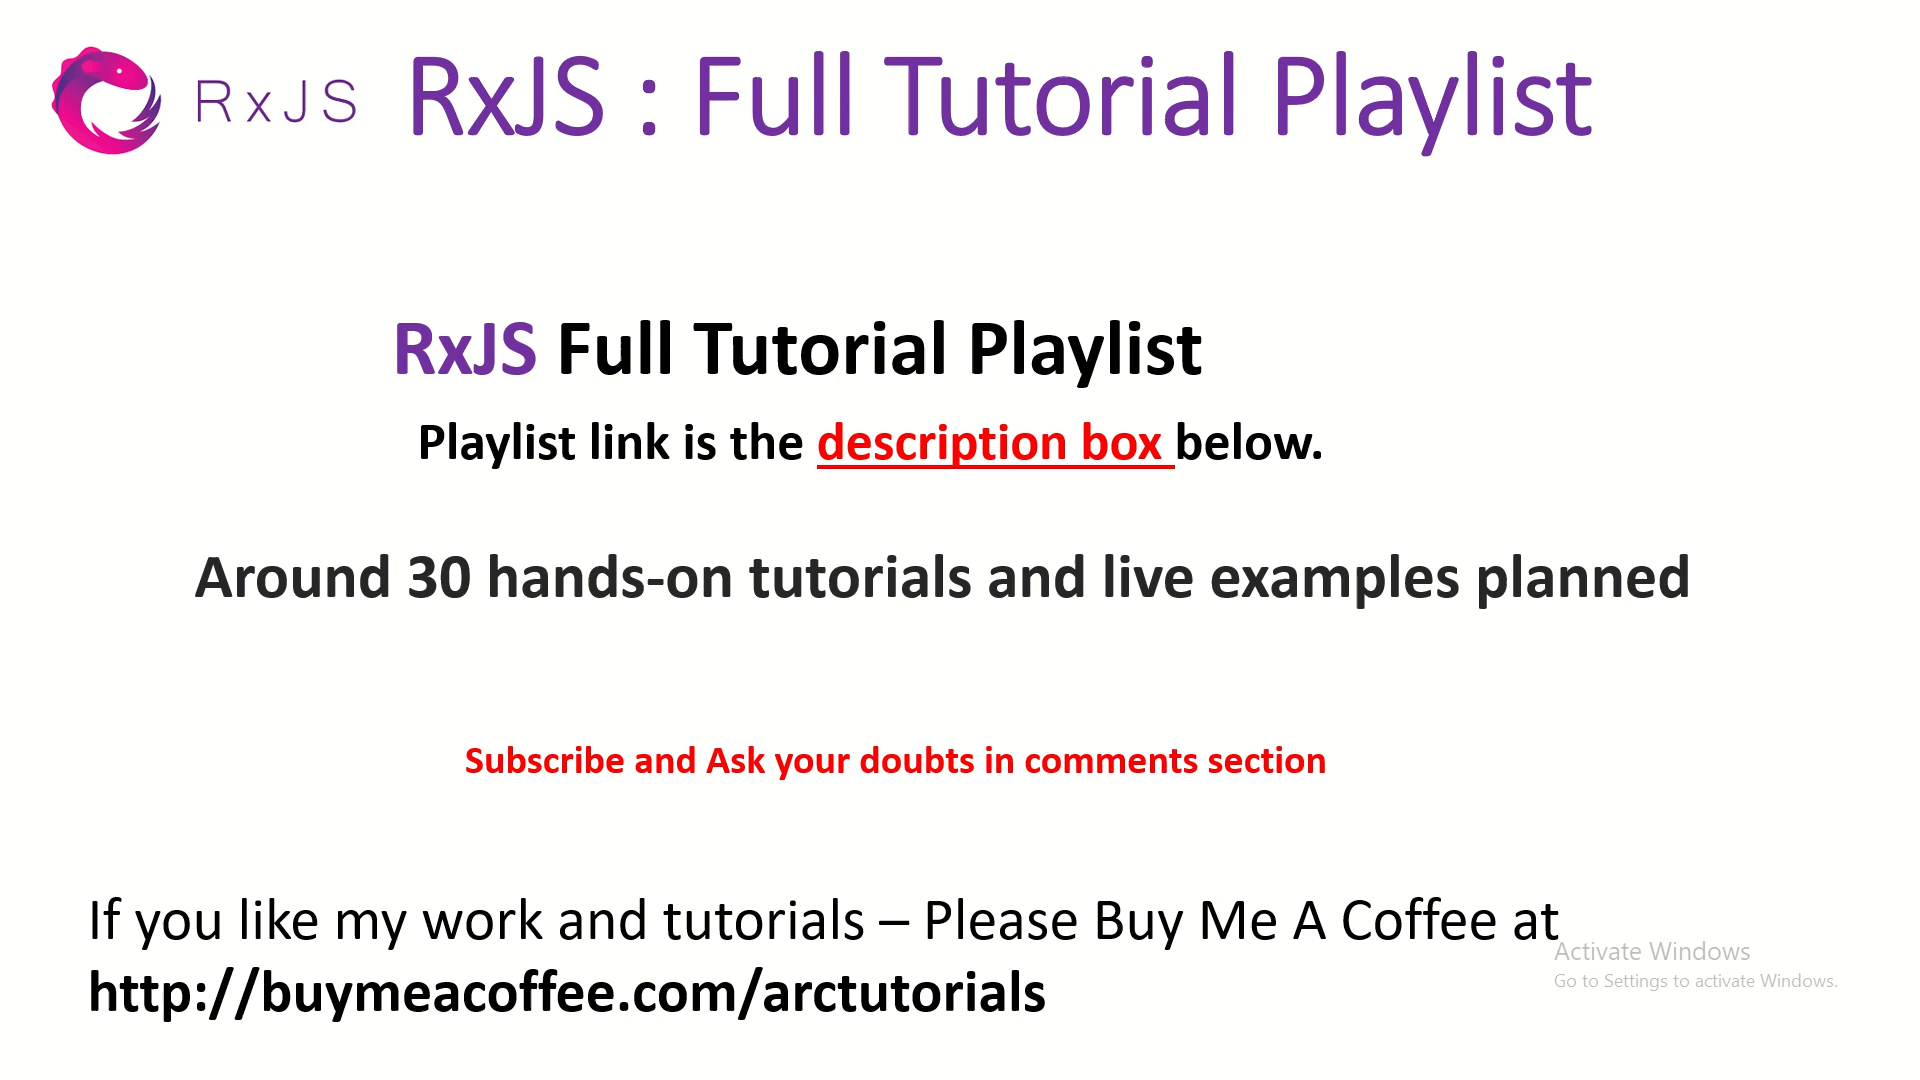 RxJS RxJS : Full Tutorial Playlist
RxJS Full Tutorial Playlist
Playlist link is the description box below.
Around 30 hands-on tutorials and live examples planned
Subscribe and Ask your doubts in comments section
If you like my work and tutorials – Please Buy Me A Coffee at
http://buymeacoffee.com/arctutorials
Activate Windows
Go to Settings to activate Windows.